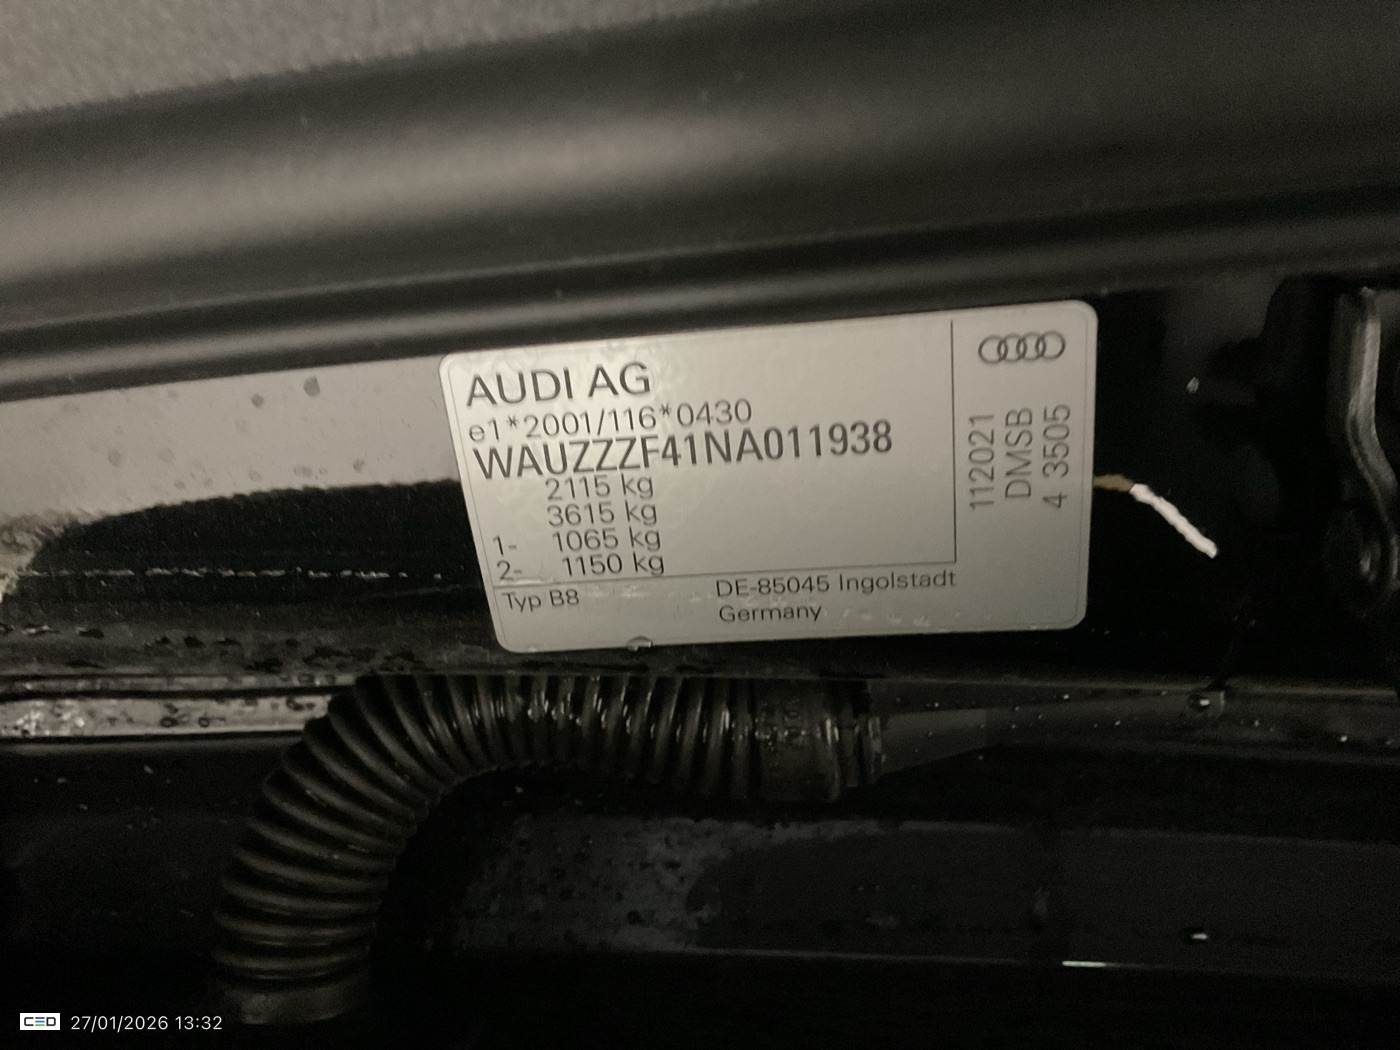 AUDI AG
e1*2001/116*0430
WAUZZZF41NA011938
2115 kg
3615 kg
1- 1065 kg
2- 1150 kg
Typ B8
DE-85045 Ingolstadt
Germany
112021
DMSB
4 3505
CED 27/01/2026 13:32